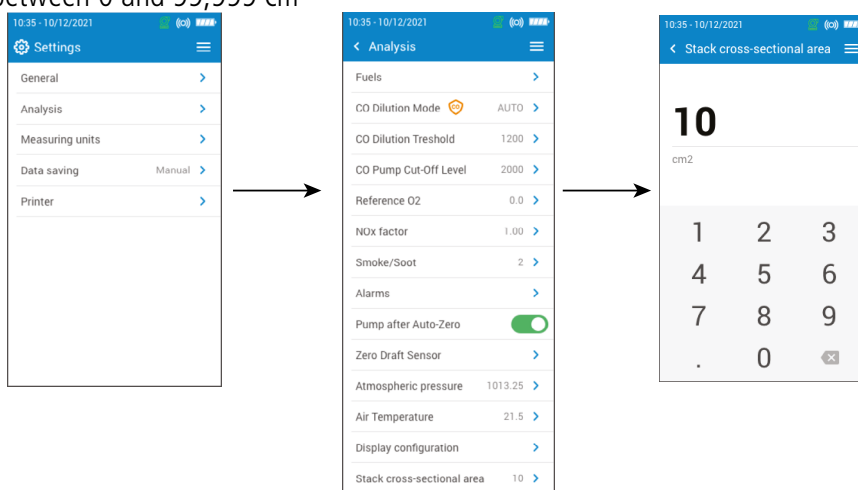 between 0 and 99,999 cm
10:35 - 10/12/2021
Settings
General
Analysis
Measuring units
Data saving Manual
Printer
10:35 - 10/12/2021
Analysis
Fuels
CO Dilution Mode CO AUTO
CO Dilution Treshold 1200
CO Pump Cut-Off Level 2000
Reference O2 0.0
NOx factor 1.00
Smoke/Soot 2
Alarms
Pump after Auto-Zero
Zero Draft Sensor
Atmospheric pressure 1013.25
Air Temperature 21.5
Display configuration
Stack cross-sectional area 10
10:35 - 10/12/2021
Stack cross-sectional area
10
cm2
1 2 3
4 5 6
7 8 9
. 0